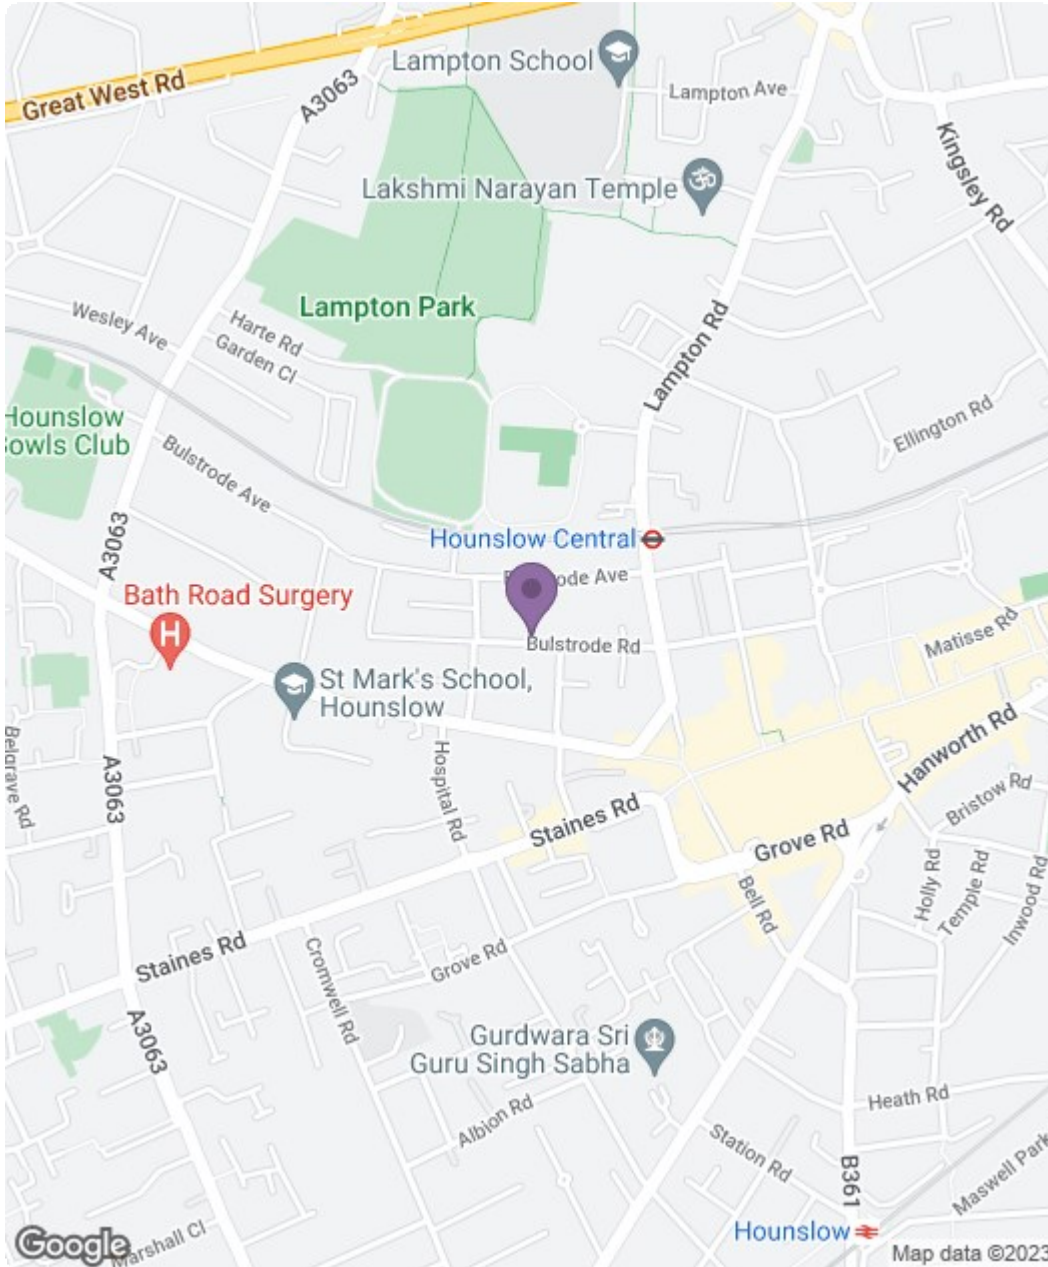 Great West Rd
A3063
Lampton School
Lampton Ave
Kingsley Rd
Lakshmi Narayan Temple
Lampton Park
Wesley Ave
Harte Rd
Garden Cl
Lampton Rd
Ellington Rd
Hounslow
Bowls Club
Bulstrode Ave
A3063
Hounslow Central
ode Ave
Bath Road Surgery
H
Bulstrode Rd
Matisse Rd
St Mark's School,
Hounslow
Belgrave Rd
A3063
Hospital Rd
Staines Rd
Hanworth Rd
Bristow Rd
Grove Rd
Bell Rd
Holly Rd
Temple Rd
Inwood Rd
Staines Rd
Cromwell Rd
Grove Rd
A3063
Gurdwara Sri
Guru Singh Sabha
Albion Rd
Heath Rd
Station Rd
B361
Maswell Park
Hounslow
Google
Marshall Cl
Map data ©2023